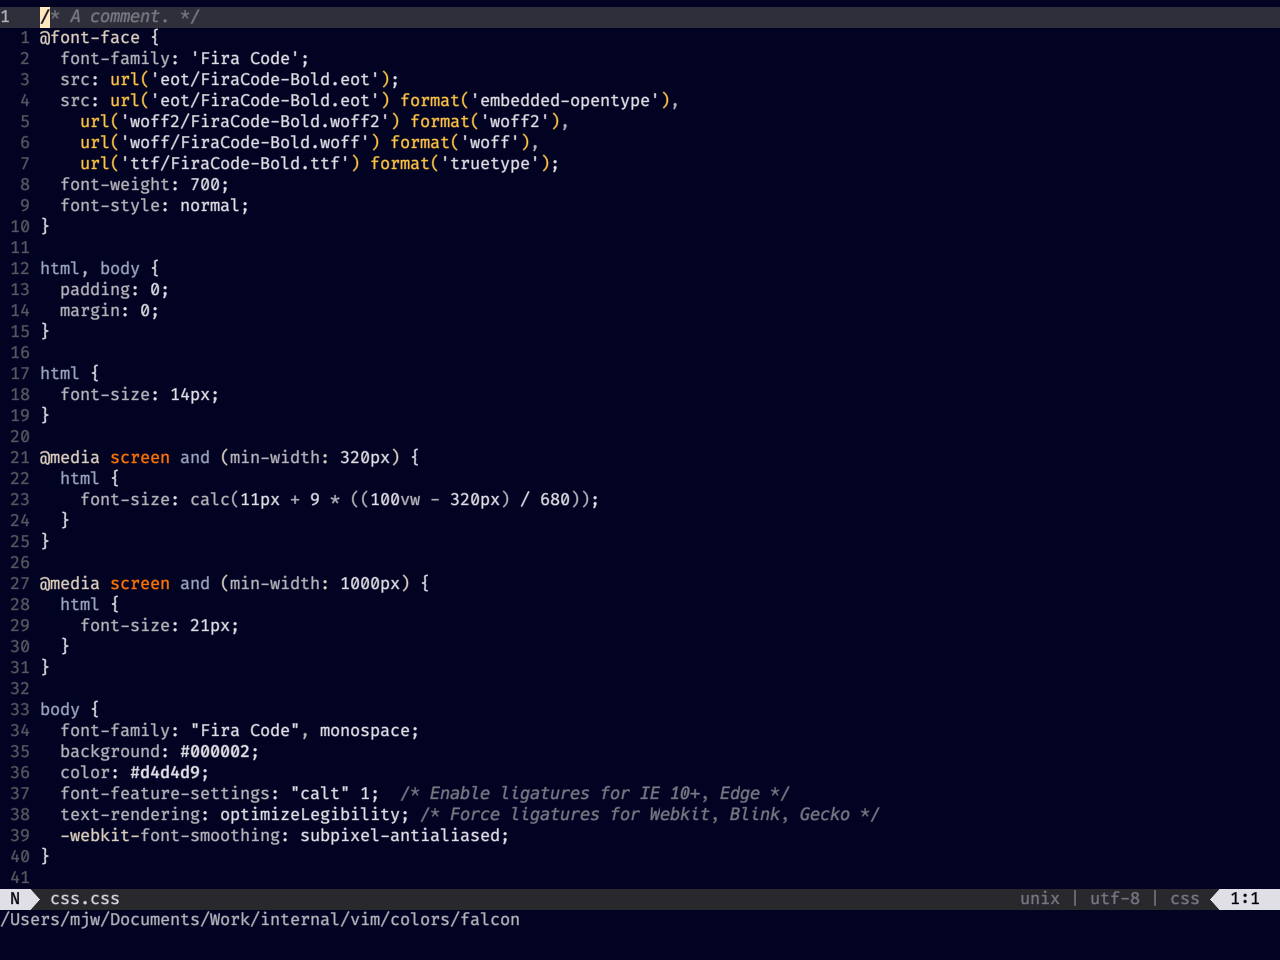 1   /* A comment. */
  1 @font-face {
  2   font-family: 'Fira Code';
  3   src: url('eot/FiraCode-Bold.eot');
  4   src: url('eot/FiraCode-Bold.eot') format('embedded-opentype'),
  5     url('woff2/FiraCode-Bold.woff2') format('woff2'),
  6     url('woff/FiraCode-Bold.woff') format('woff'),
  7     url('ttf/FiraCode-Bold.ttf') format('truetype');
  8   font-weight: 700;
  9   font-style: normal;
 10 }
 11
 12 html, body {
 13   padding: 0;
 14   margin: 0;
 15 }
 16
 17 html {
 18   font-size: 14px;
 19 }
 20
 21 @media screen and (min-width: 320px) {
 22   html {
 23     font-size: calc(11px + 9 * ((100vw - 320px) / 680));
 24   }
 25 }
 26
 27 @media screen and (min-width: 1000px) {
 28   html {
 29     font-size: 21px;
 30   }
 31 }
 32
 33 body {
 34   font-family: "Fira Code", monospace;
 35   background: #000002;
 36   color: #d4d4d9;
 37   font-feature-settings: "calt" 1;  /* Enable ligatures for IE 10+, Edge */
 38   text-rendering: optimizeLegibility; /* Force ligatures for Webkit, Blink, Gecko */
 39   -webkit-font-smoothing: subpixel-antialiased;
 40 }
 41
 N  css.css unix | utf-8 | css 1:1
/Users/mjw/Documents/Work/internal/vim/colors/falcon